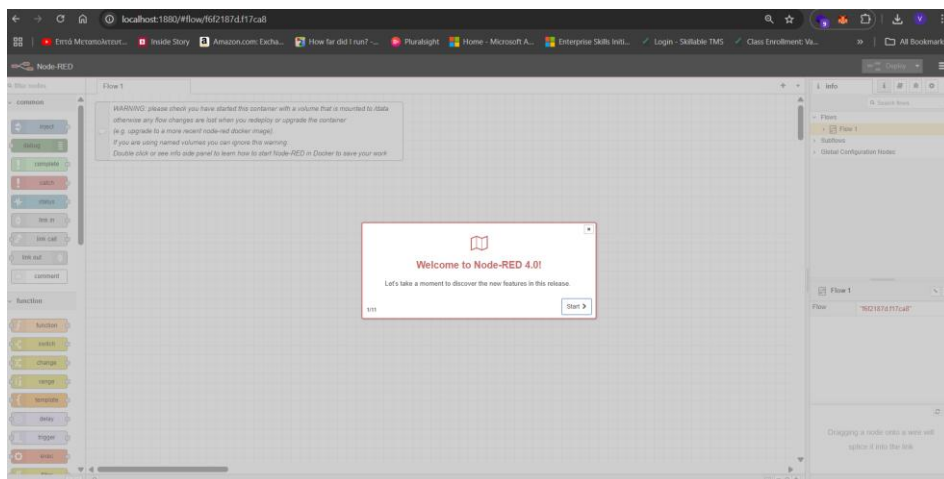 localhost:1880/#flow/f6f2187d.f17ca8
Επτά Μεταπολιτευτ...
Inside Story
Amazon.com: Excha...
How far did I run? -...
Pluralsight
Home - Microsoft A...
Enterprise Skills Initi...
Login - Skillable TMS
Class Enrollment: Va...
»
All Bookmark
Node-RED
Deploy
filter nodes
Flow 1
info
Search flows
common
inject
debug
complete
catch
status
link in
link call
link out
comment
function
function
switch
change
range
template
delay
trigger
exec
filter
WARNING: please check you have started this container with a volume that is mounted to /data
otherwise any flow changes are lost when you redeploy or upgrade the container
(e.g. upgrade to a more recent node-red docker image)
If you are using named volumes you can ignore this warning
Double click or see info side panel to learn how to start Node-RED in Docker to save your work
Welcome to Node-RED 4.0!
Let's take a moment to discover the new features in this release.
1/11
Start
Flows
Flow 1
Subflows
Global Configuration Nodes
Flow 1
Flow "f6f2187d.f17ca8"
Dragging a node onto a wire will
splice it into the link